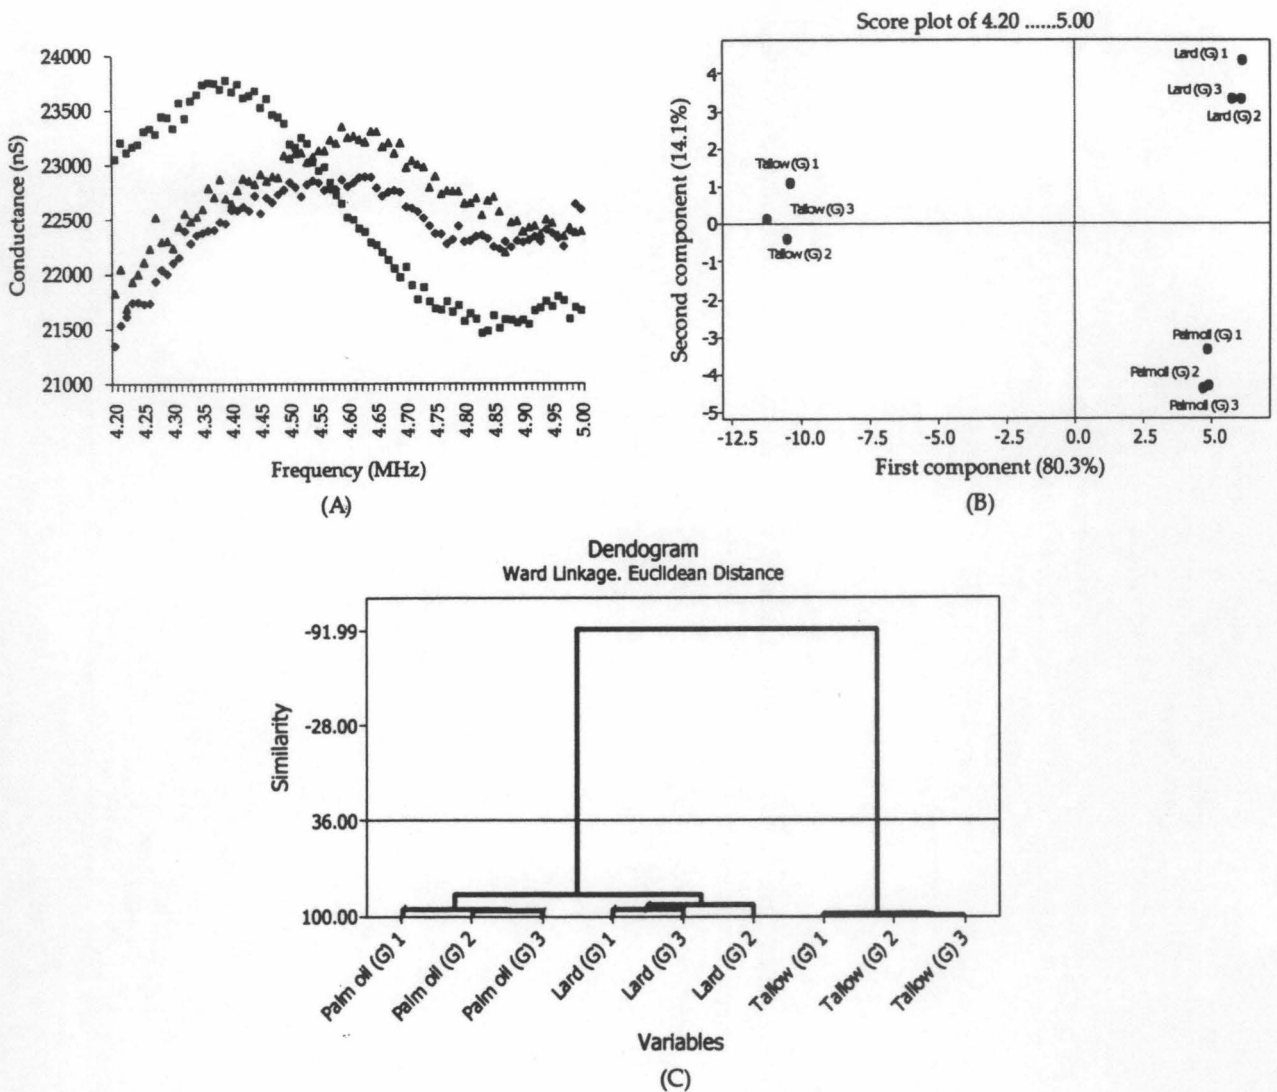 Score plot of 4.20 ......5.00
Conductance (nS)
24000
23500
23000
22500
22000
21500
21000
4.20
4.25
4.30
4.35
4.40
4.45
4.50
4.55
4.60
4.65
4.70
4.75
4.80
4.85
4.90
4.95
5.00
Frequency (MHz)
(A)
Second component (14.1%)
4
3
2
1
0
-1
-2
-3
-4
-5
Lard (G) 1
Lard (G) 3
Lard (G) 2
Tallow (G) 1
Tallow (G) 3
Tallow (G) 2
Palmoil (G) 1
Palmoil (G) 2
Palmoil (G) 3
-12.5
-10.0
-7.5
-5.0
-2.5
0.0
2.5
5.0
First component (80.3%)
(B)
Dendogram
Ward Linkage. Euclidean Distance
Similarity
-91.99
-28.00
36.00
100.00
Palm oil (G) 1
Palm oil (G) 2
Palm oil (G) 3
Lard (G) 1
Lard (G) 3
Lard (G) 2
Tallow (G) 1
Tallow (G) 2
Tallow (G) 3
Variables
(C)